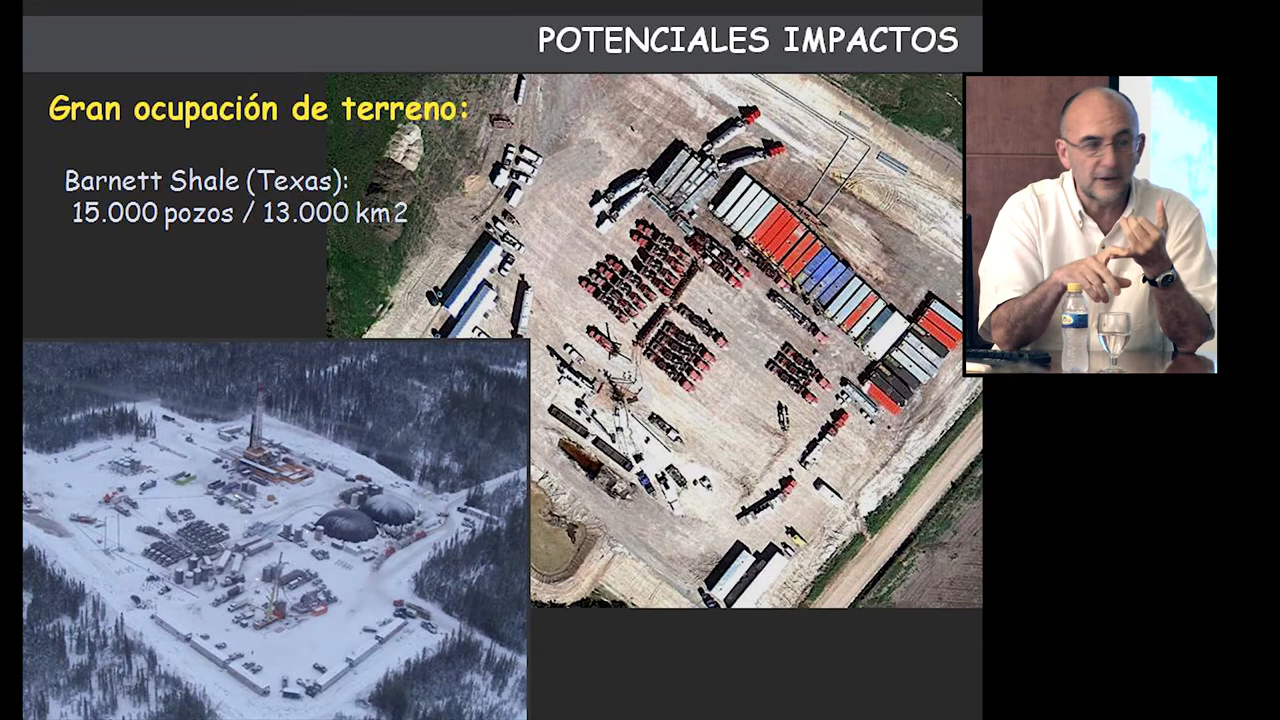 POTENCIALES IMPACTOS
Gran ocupación de terreno:
Barnett Shale (Texas):
15.000 pozos / 13.000 km2